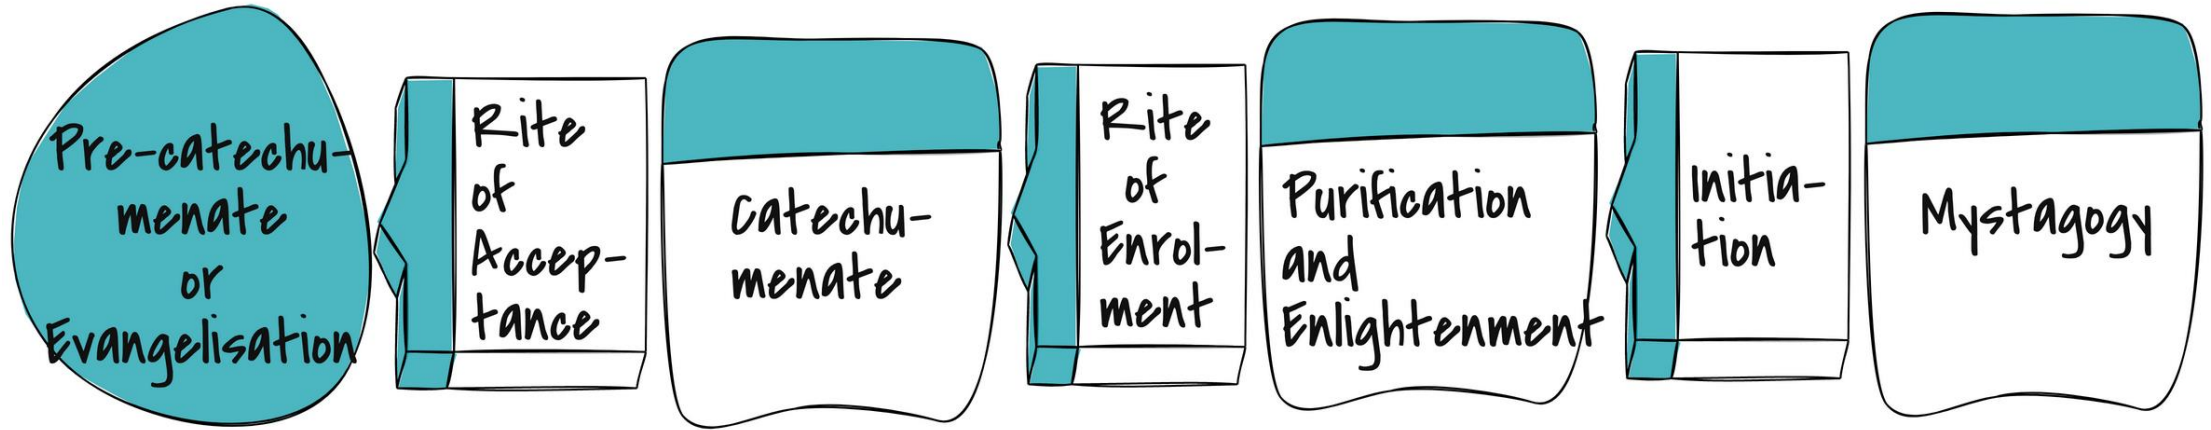 Pre-catechu-
menate
or
Evangelisation
Rite
of
Accep-
tance
Catechu-
menate
Rite
of
Enrol-
ment
Purification
and
Enlightenment
Initia-
tion
Mystagogy